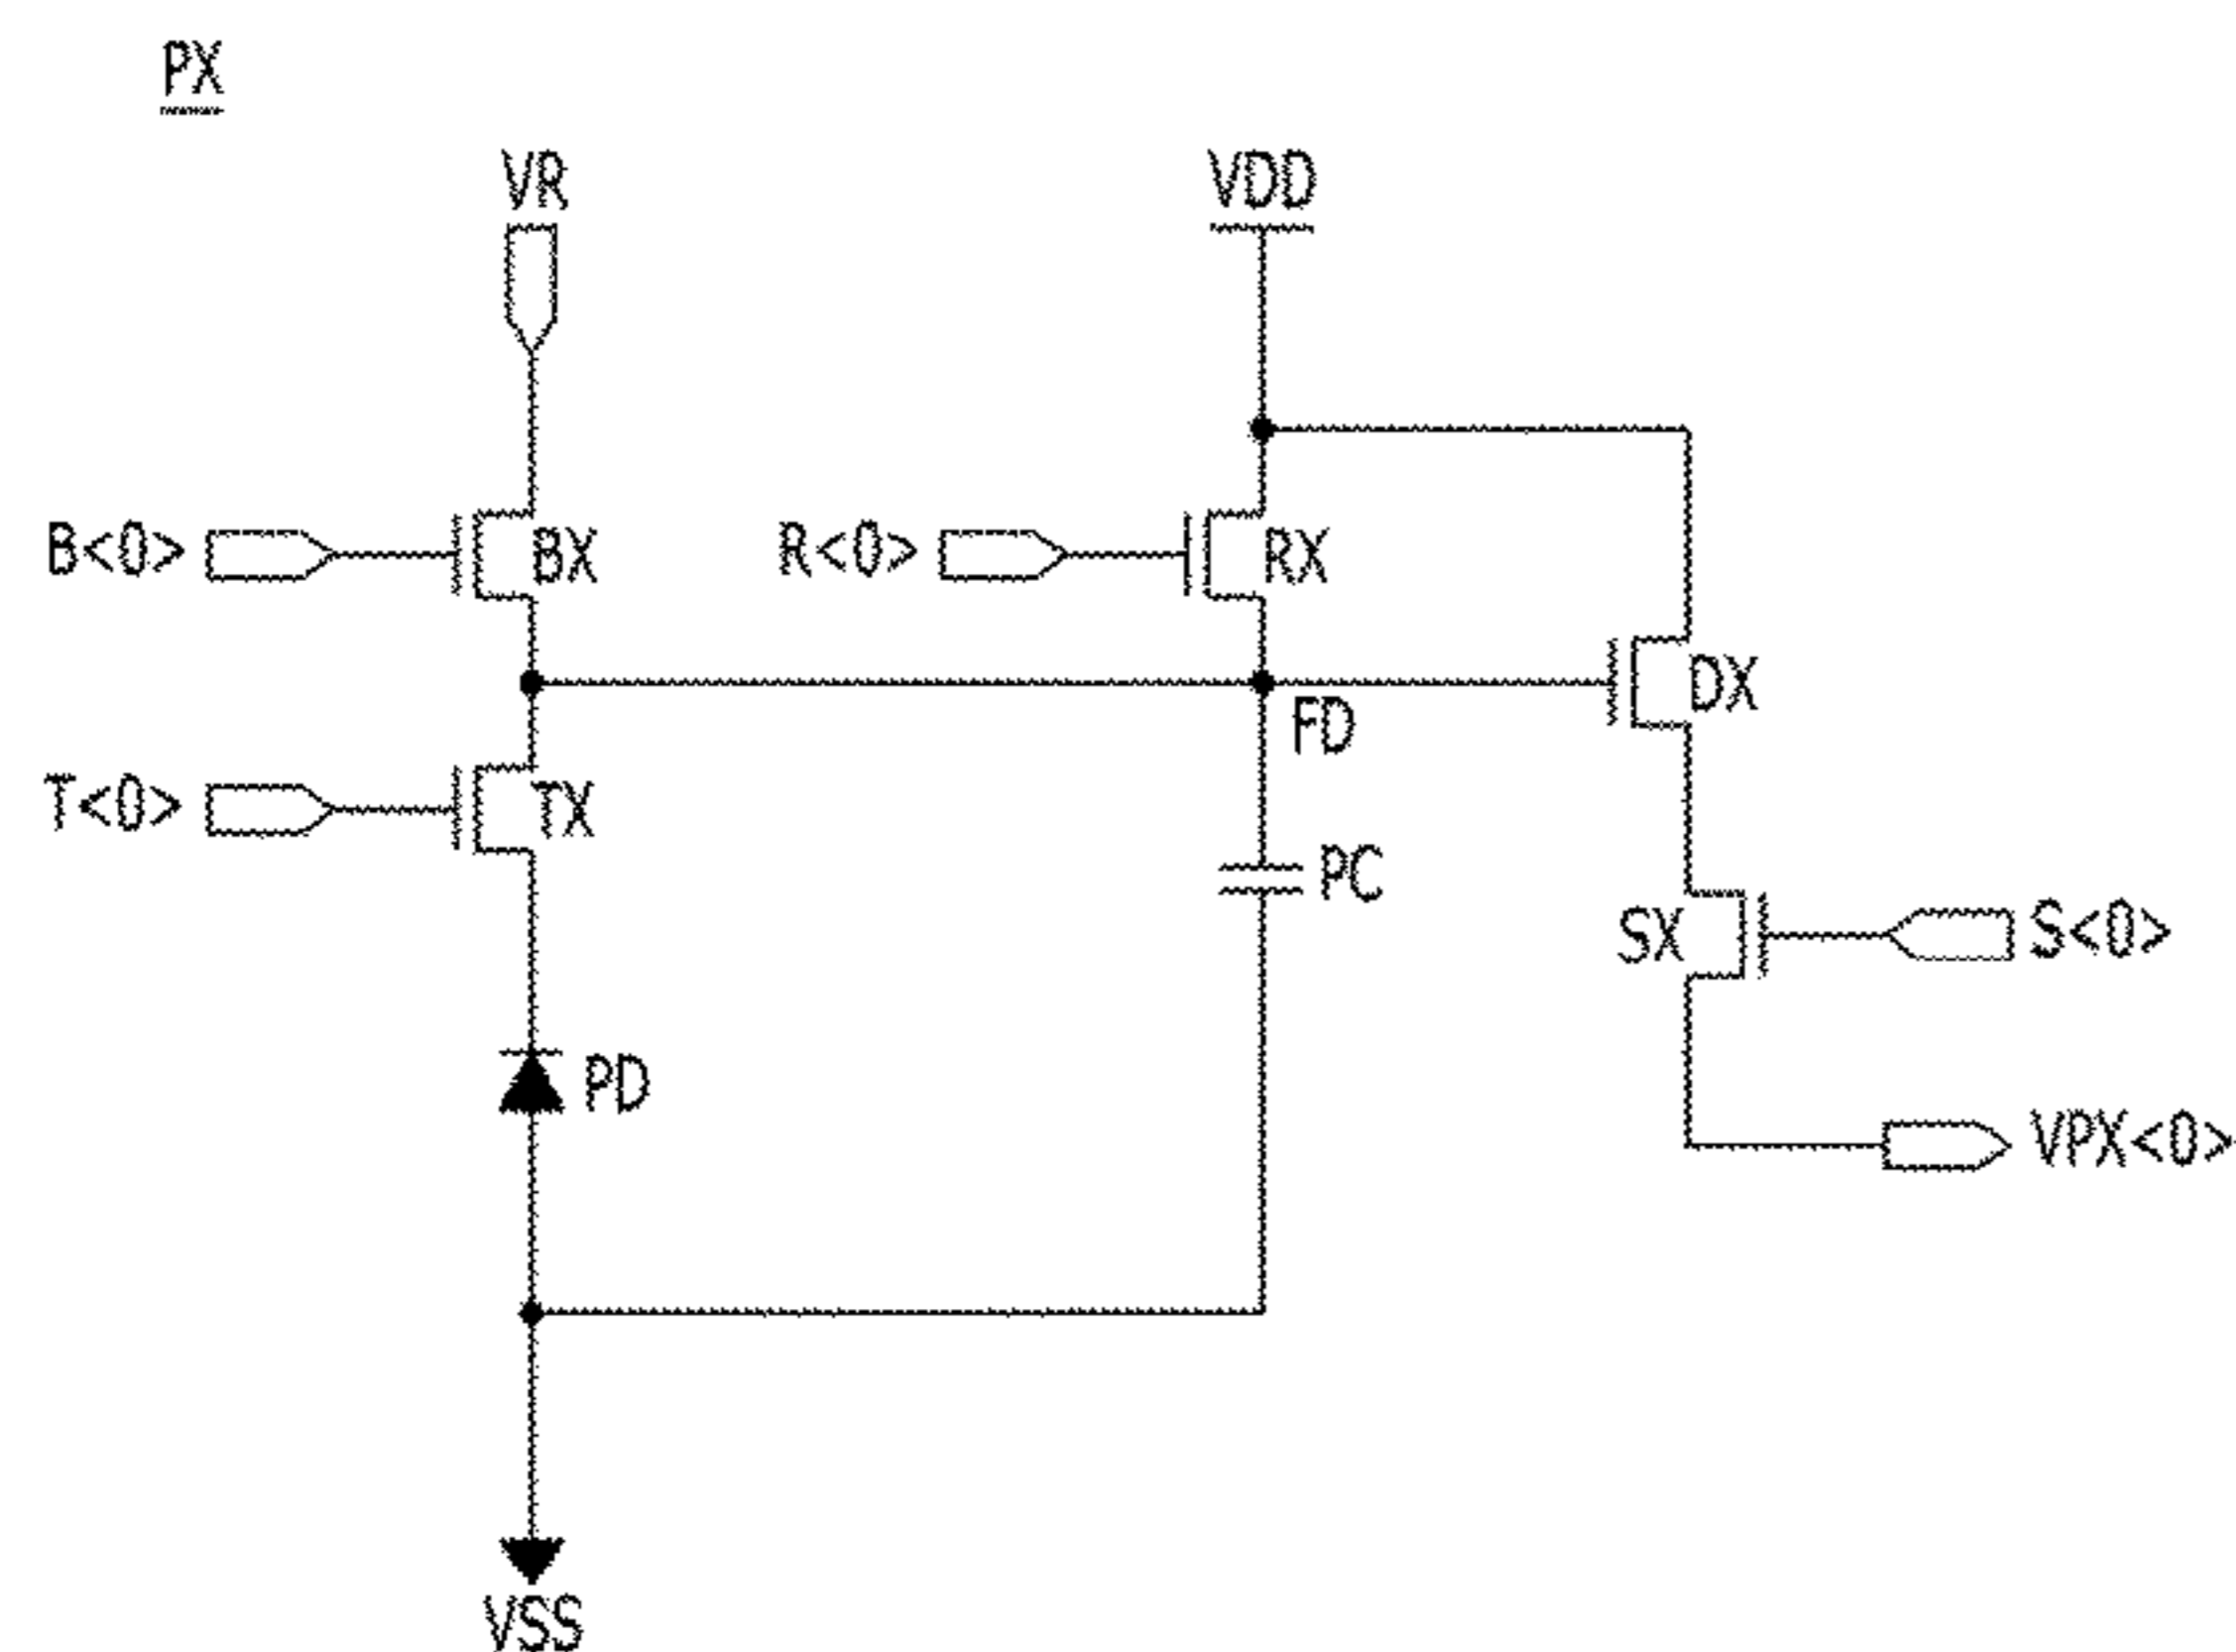 PX
VR
VDD
B<0>
BX
R<0>
RX
DX
FD
T<0>
TX
PC
SX
S<0>
PD
VPX<0>
VSS